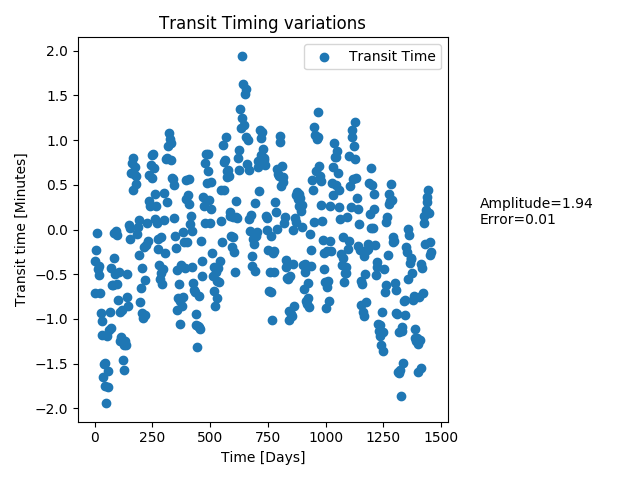 Transit Timing variations
Transit Time
Transit time [Minutes]
2.0
1.5
1.0
0.5
0.0
−0.5
−1.0
−1.5
−2.0
Amplitude=1.94
Error=0.01
0 250 500 750 1000 1250 1500
Time [Days]